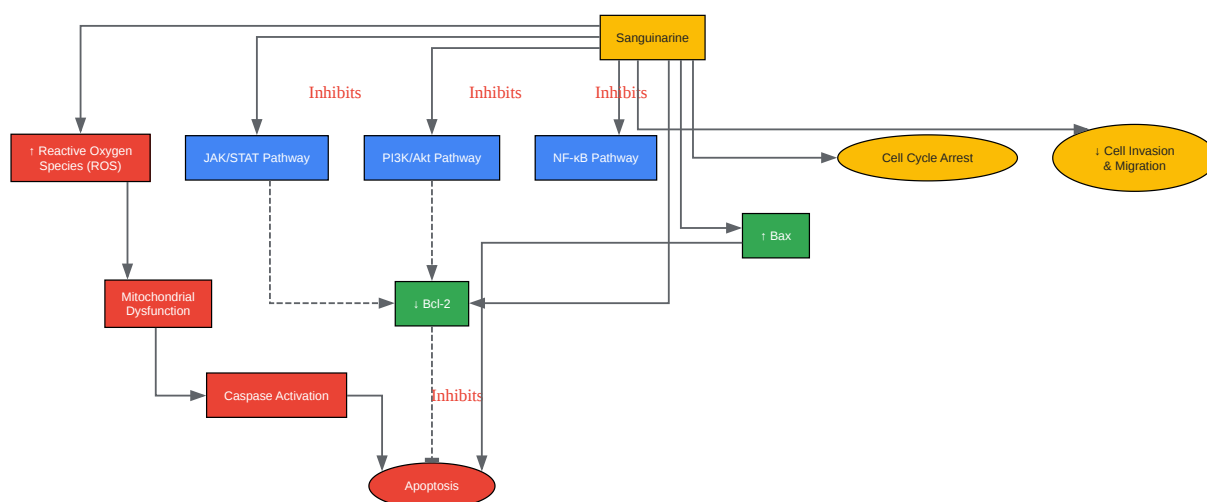 Sanguinarine
Inhibits
Inhibits
Inhibits
↑ Reactive Oxygen
Species (ROS)
JAK/STAT Pathway
PI3K/Akt Pathway
NF-κB Pathway
Cell Cycle Arrest
↓ Cell Invasion
& Migration
↑ Bax
Mitochondrial
Dysfunction
↓ Bcl-2
Caspase Activation
Inhibits
Apoptosis